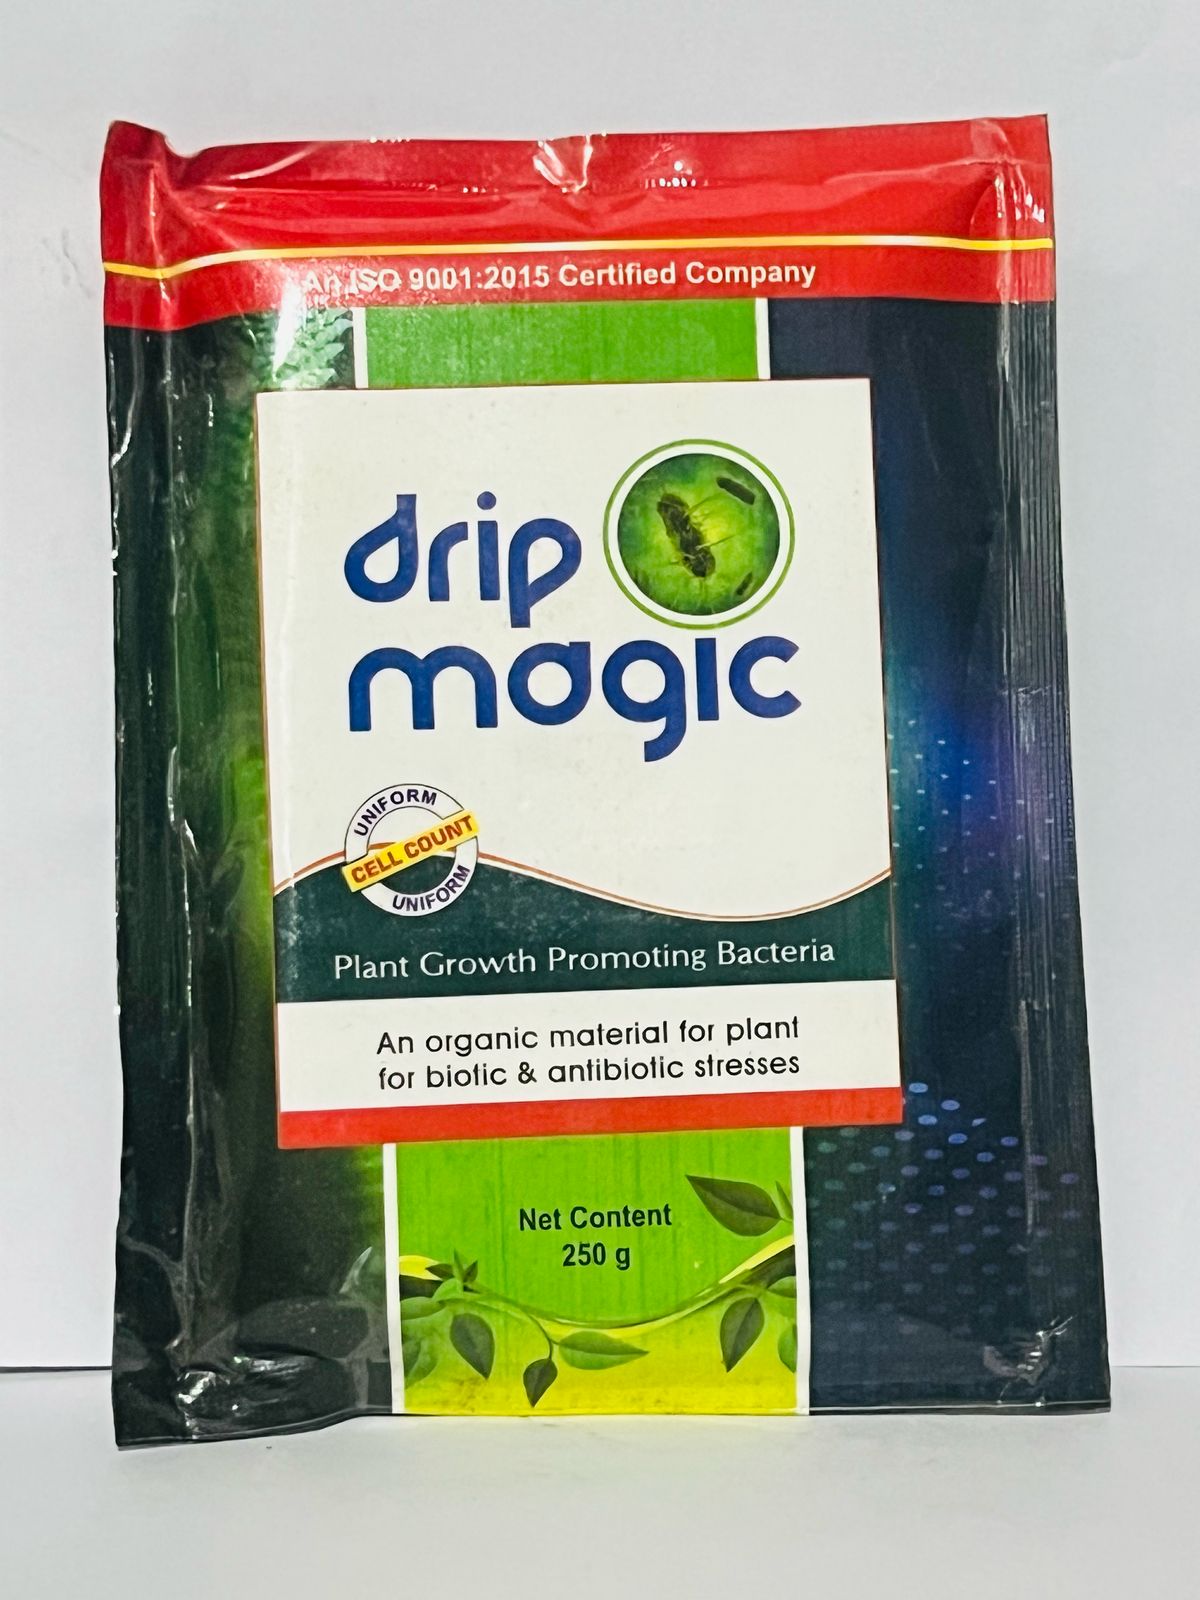 An ISO 9001:2015 Certified Company
drip
magic
UNIFORM
CELL COUNT
UNIFORM
Plant Growth Promoting Bacteria
An organic material for plant
for biotic & antibiotic stresses
Net Content
250 g